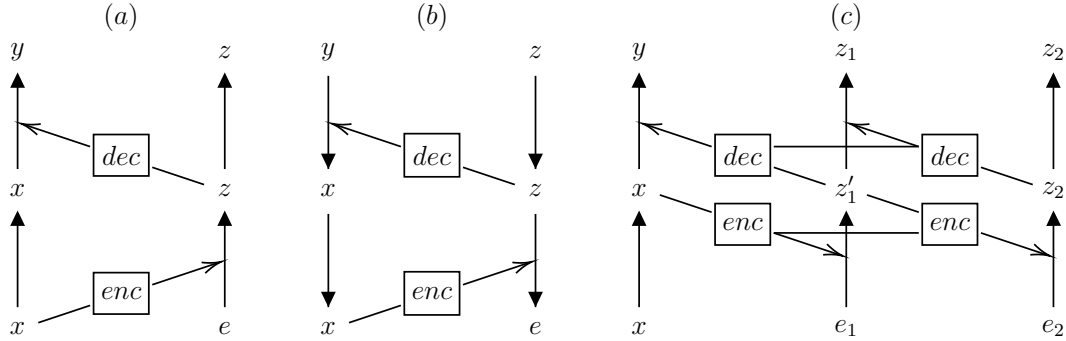 (a) (b) (c)
y z y z y z₁ z₂
dec dec dec dec
x z x z x z′₁ z₂
enc enc
enc enc
x e x e x e₁ e₂